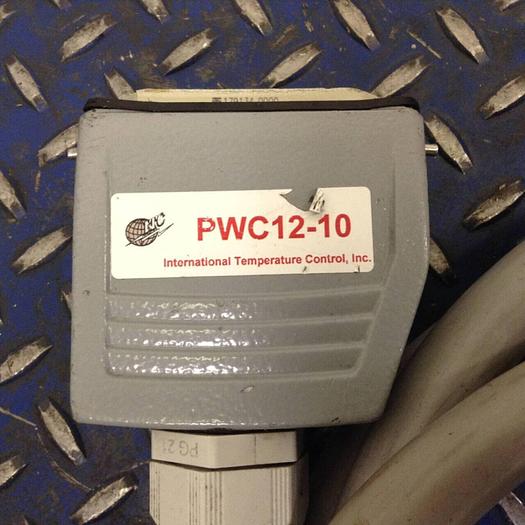 PWC12-10
International Temperature Control, Inc.
PG 21